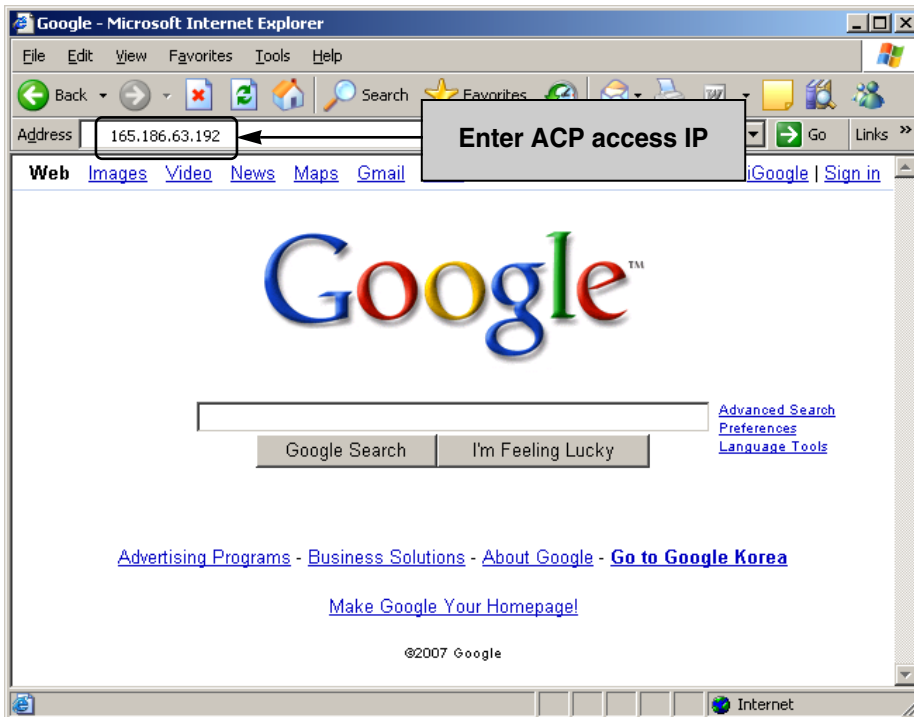 Google - Microsoft Internet Explorer
File Edit View Favorites Tools Help
Back Search Favorites
Address 165.186.63.192 Go Links »
Enter ACP access IP
Web Images Video News Maps Gmail iGoogle | Sign in
Google™
Advanced Search
Preferences
Language Tools
Google Search I'm Feeling Lucky
Advertising Programs - Business Solutions - About Google - Go to Google Korea
Make Google Your Homepage!
©2007 Google
Internet